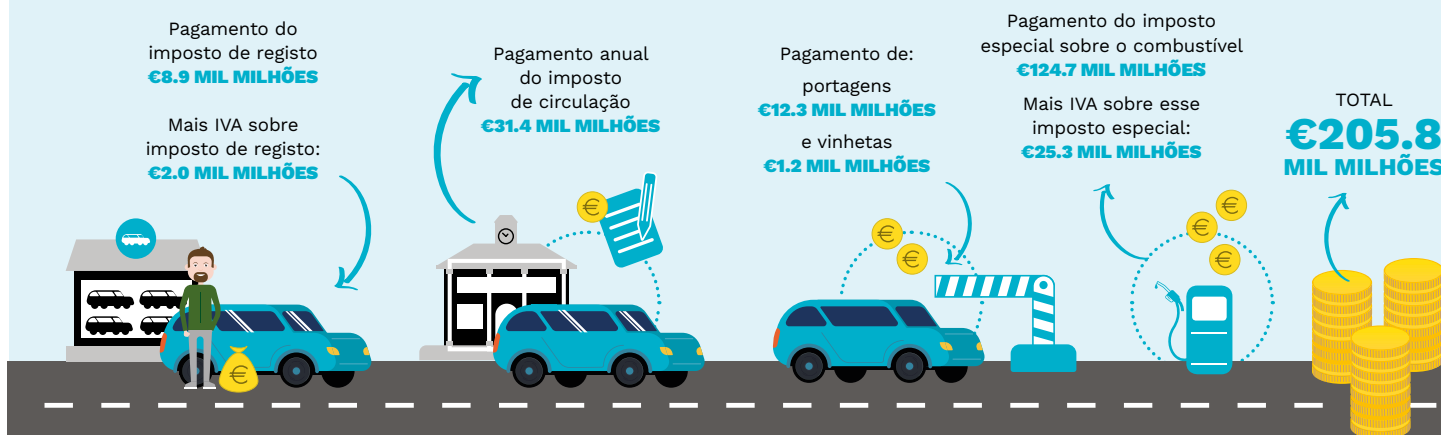 Pagamento do
imposto de registo
€8.9 MIL MILHÕES
Mais IVA sobre
imposto de registo:
€2.0 MIL MILHÕES
Pagamento anual
do imposto
de circulação
€31.4 MIL MILHÕES
Pagamento de:
portagens
€12.3 MIL MILHÕES
e vinhetas
€1.2 MIL MILHÕES
Pagamento do imposto
especial sobre o combustível
€124.7 MIL MILHÕES
Mais IVA sobre esse
imposto especial:
€25.3 MIL MILHÕES
TOTAL
€205.8
MIL MILHÕES
€
€
€
€
€
€
€